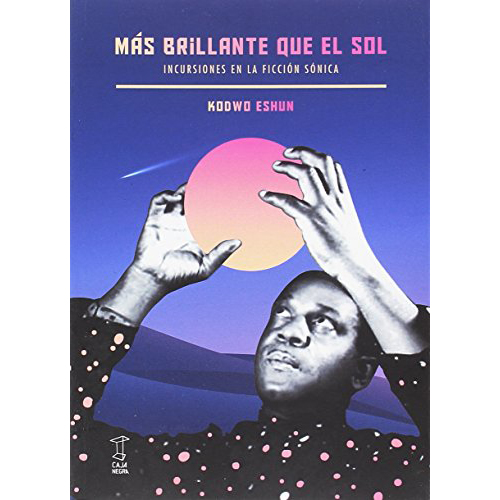 MÁS BRILLANTE QUE EL SOL
INCURSIONES EN LA FICCIÓN SÓNICA
KODWO ESHUN
CAJA
NEGRA